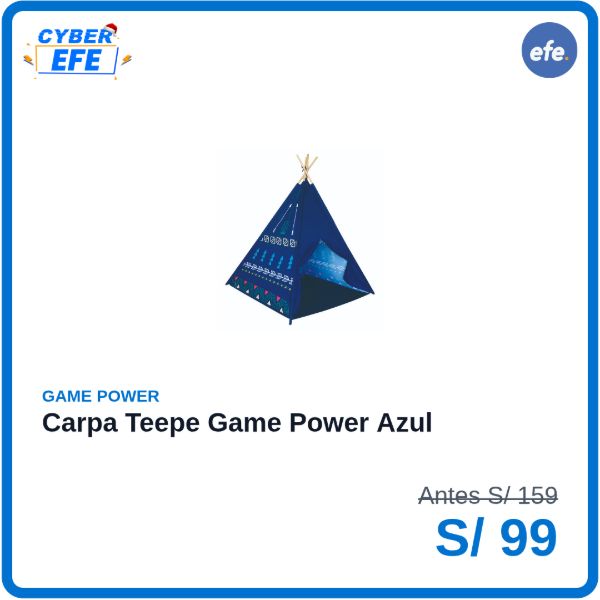 CYBER
EFE
efe.
GAME POWER
Carpa Teepe Game Power Azul
Antes S/ 159
S/ 99